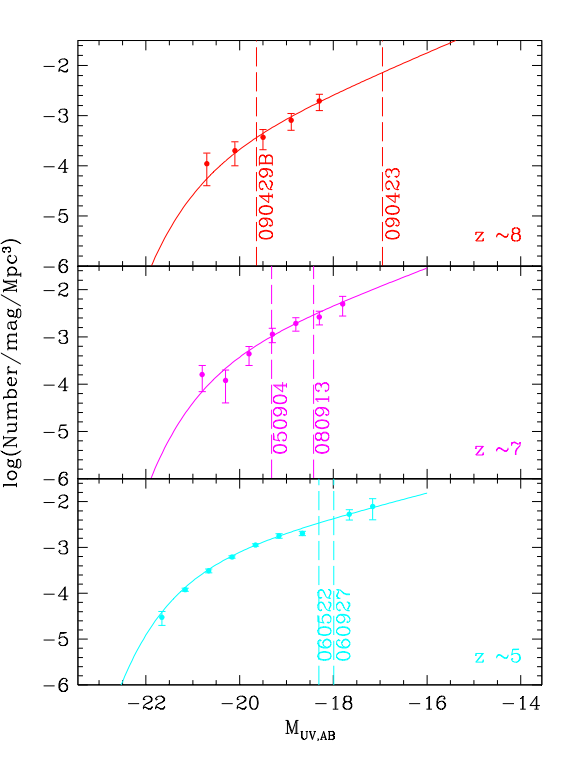 −2
−3
−4
−5
−6
090429B
090423
z ~8
−2
−3
−4
−5
−6
050904
080913
z ~7
−2
−3
−4
−5
−6
060522
060927
z ~5
−22 −20 −18 −16 −14
M_UV,AB
log(Number/mag/Mpc³)